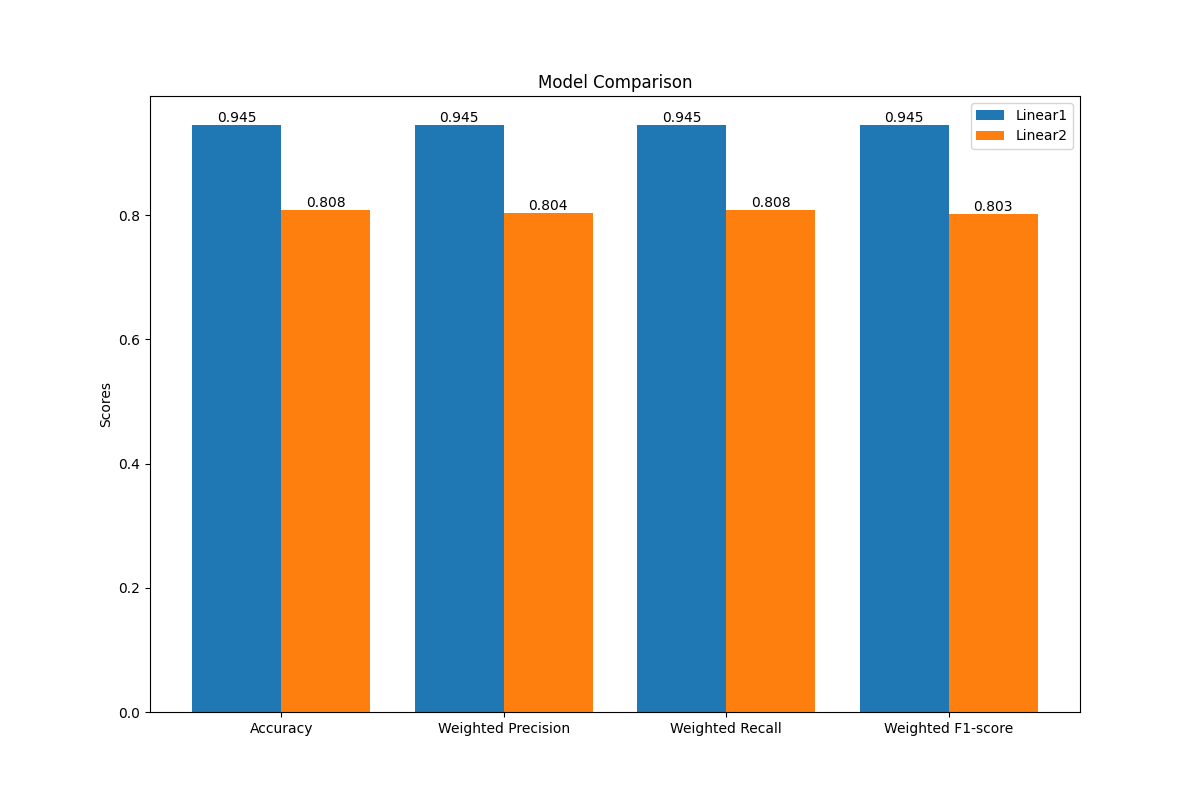 Model Comparison
0.945
0.945
0.945
0.945
Linear1
Linear2
0.808
0.804
0.808
0.803
0.8
0.6
0.4
0.2
0.0
Scores
Accuracy
Weighted Precision
Weighted Recall
Weighted F1-score